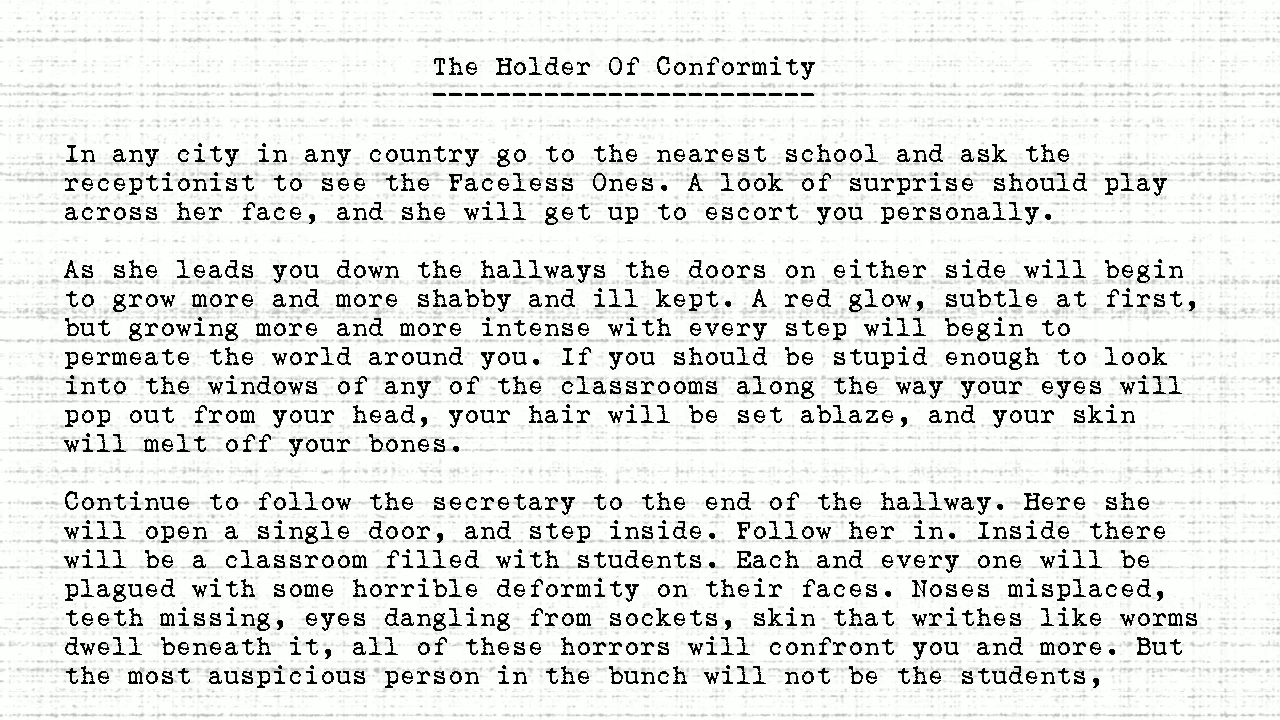 The Holder Of Conformity
In any city in any country go to the nearest school and ask the
receptionist to see the Faceless Ones. A look of surprise should play
across her face, and she will get up to escort you personally.
As she leads you down the hallways the doors on either side will begin
to grow more and more shabby and ill kept. A red glow, subtle at first,
but growing more and more intense with every step will begin to
permeate the world around you. If you should be stupid enough to look
into the windows of any of the classrooms along the way your eyes will
pop out from your head, your hair will be set ablaze, and your skin
will melt off your bones.
Continue to follow the secretary to the end of the hallway. Here she
will open a single door, and step inside. Follow her in. Inside there
will be a classroom filled with students. Each and every one will be
plagued with some horrible deformity on their faces. Noses misplaced,
teeth missing, eyes dangling from sockets, skin that writhes like worms
dwell beneath it, all of these horrors will confront you and more. But
the most auspicious person in the bunch will not be the students,